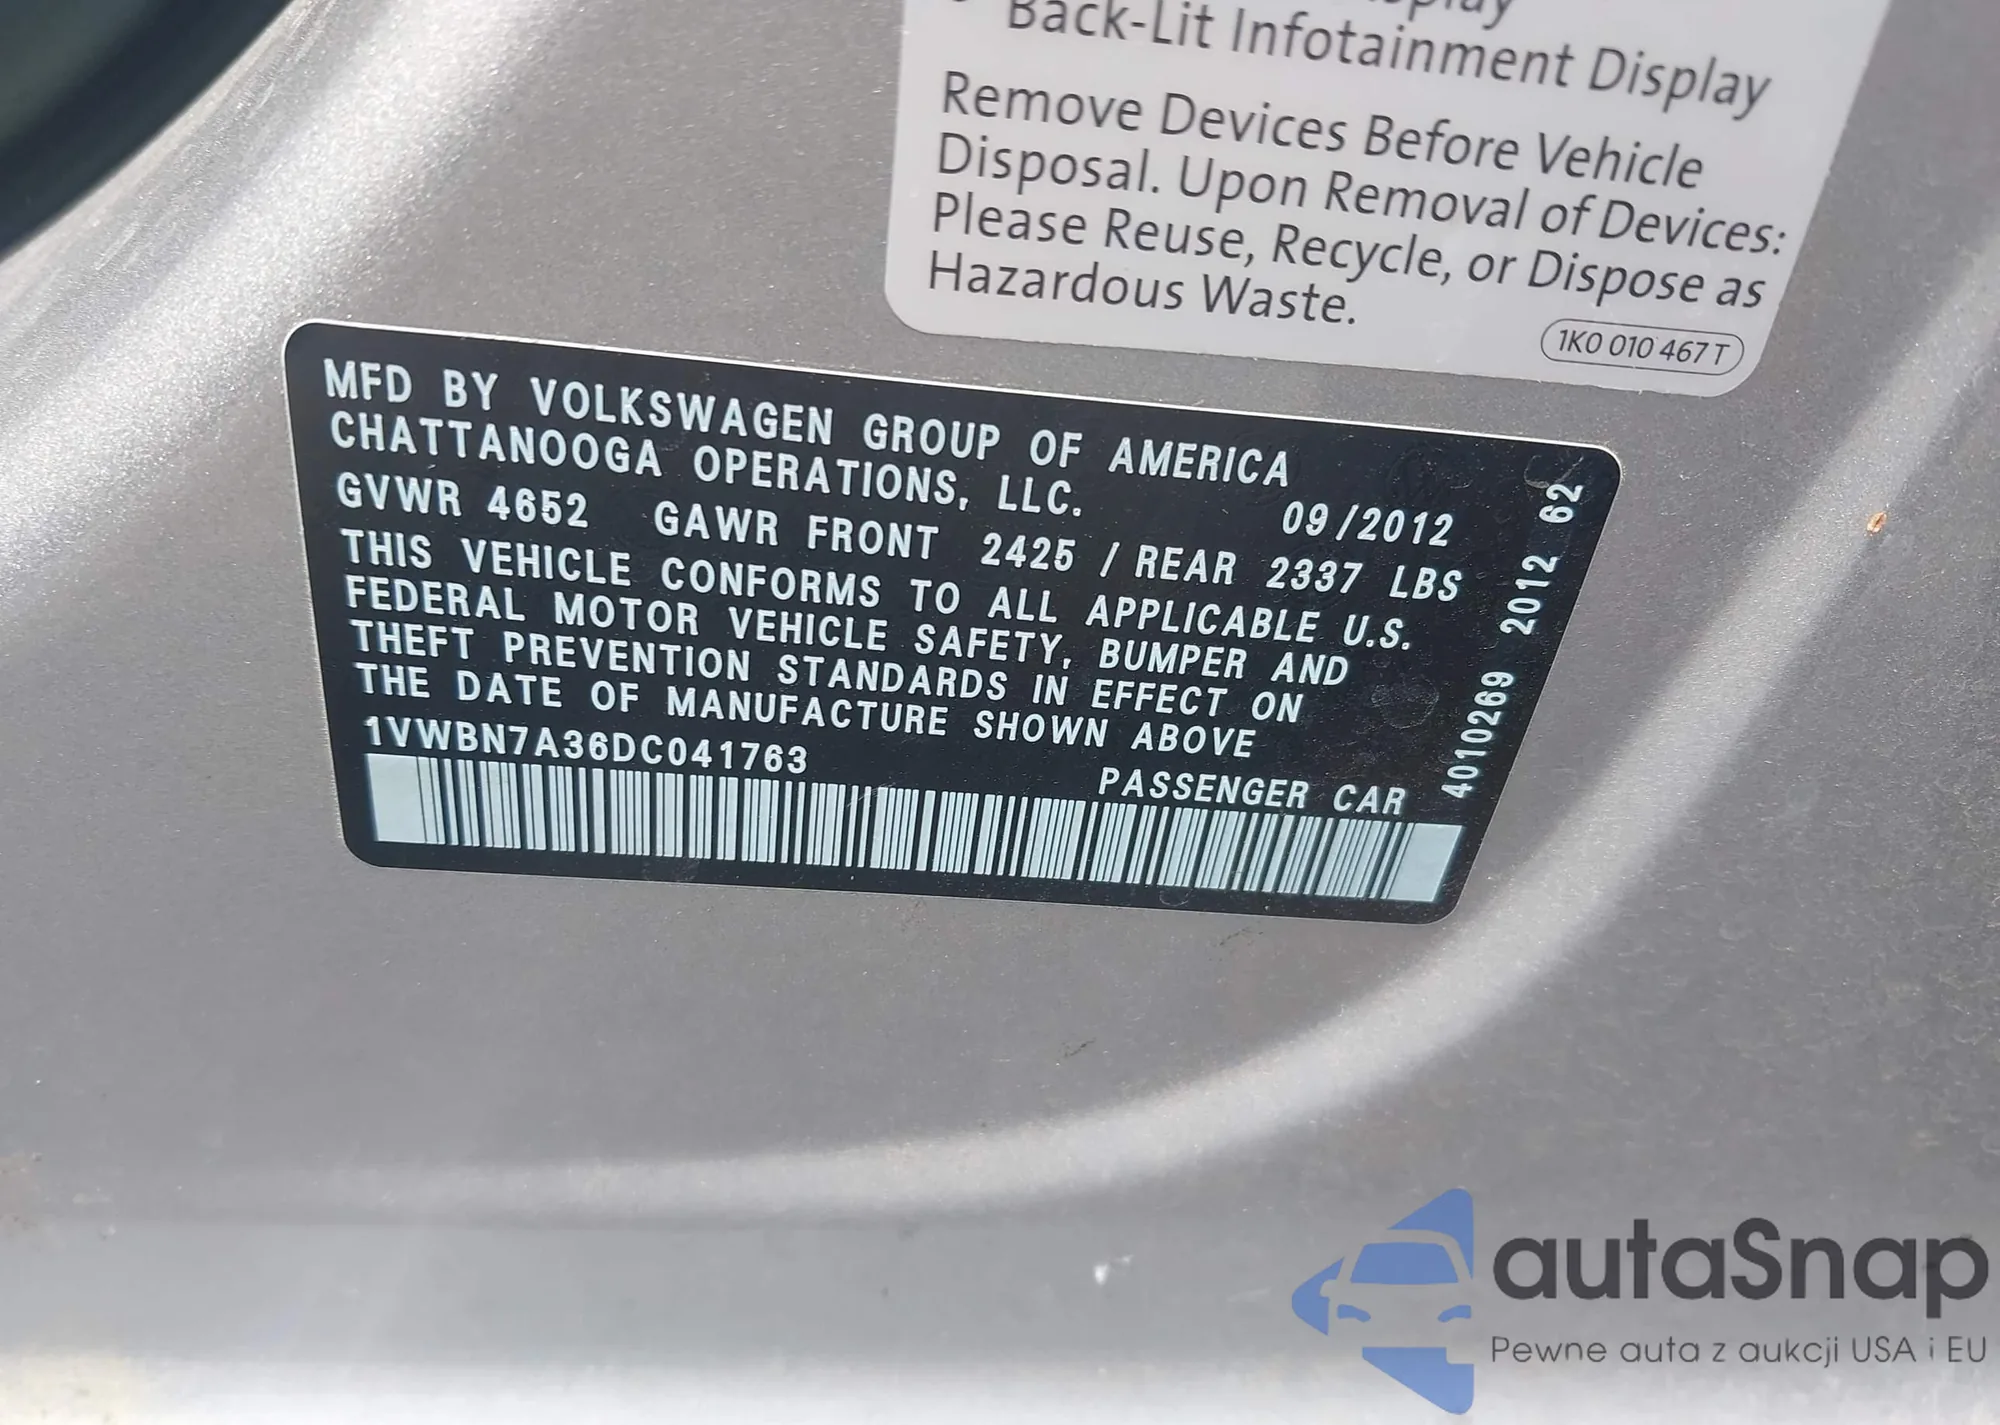 Back-Lit Infotainment Display
Remove Devices Before Vehicle
Disposal. Upon Removal of Devices:
Please Reuse, Recycle, or Dispose as
Hazardous Waste.
1K0 010 467 T
MFD BY VOLKSWAGEN GROUP OF AMERICA
CHATTANOOGA OPERATIONS, LLC.
09/2012
GVWR 4652 GAWR FRONT 2425 / REAR 2337 LBS
THIS VEHICLE CONFORMS TO ALL APPLICABLE U.S.
FEDERAL MOTOR VEHICLE SAFETY, BUMPER AND
THEFT PREVENTION STANDARDS IN EFFECT ON
THE DATE OF MANUFACTURE SHOWN ABOVE
1VWBN7A36DC041763
PASSENGER CAR
4010269 2012 62
autaSnap
Pewne auta z aukcji USA i EU